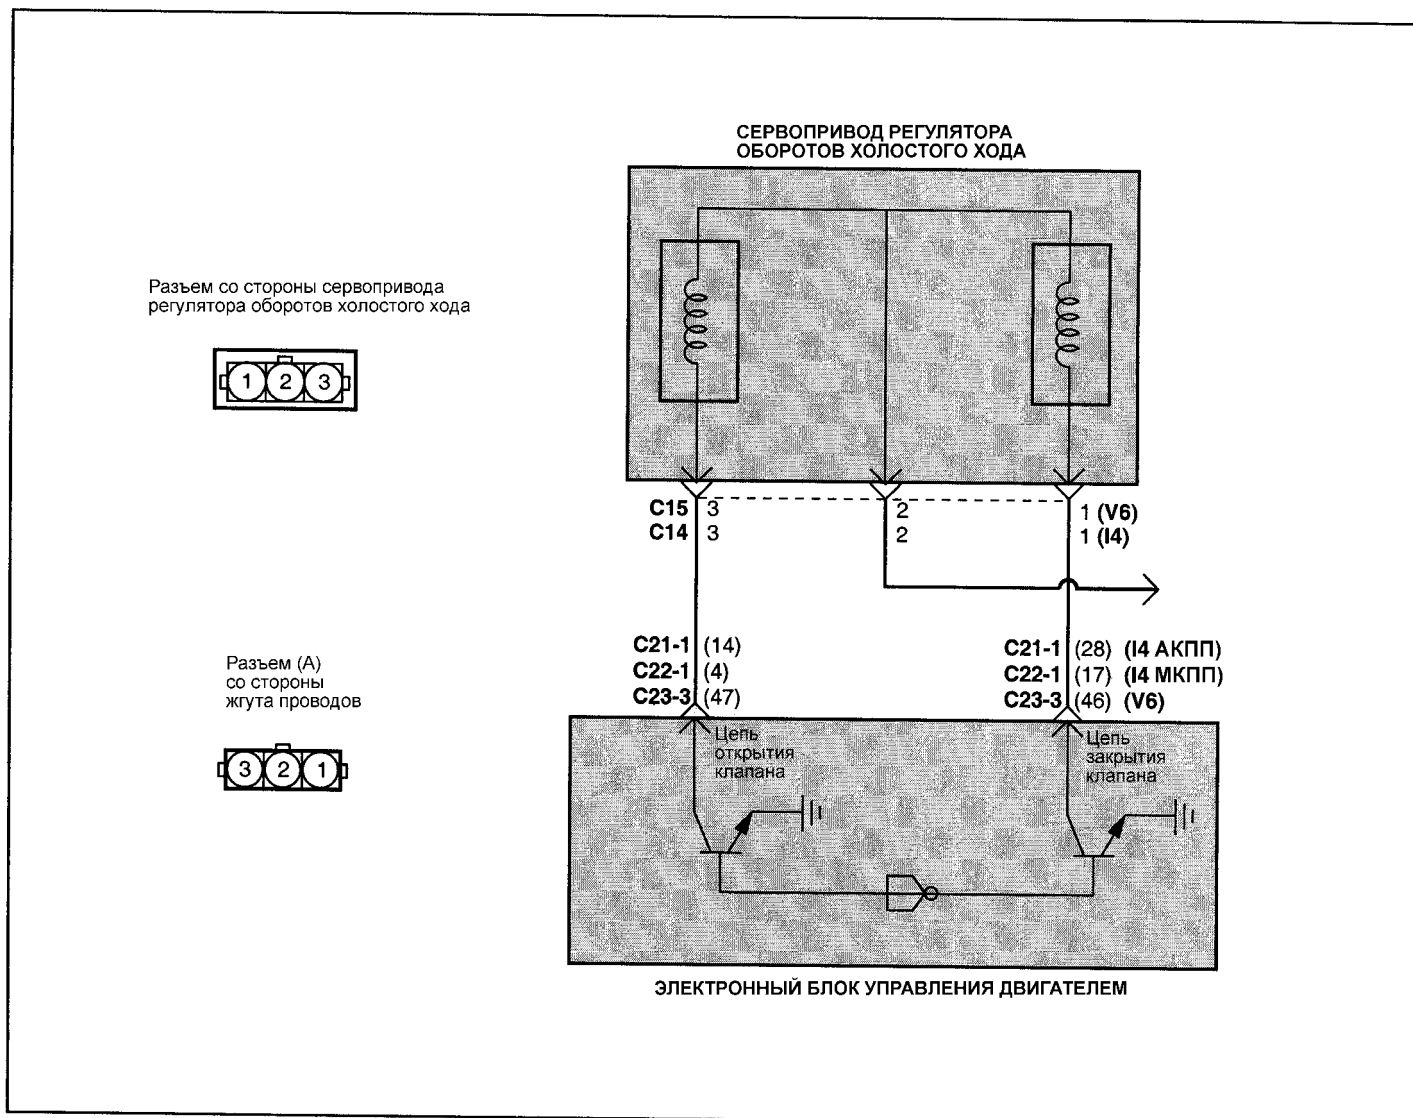 СЕРВОПРИВОД РЕГУЛЯТОРА
ОБОРОТОВ ХОЛОСТОГО ХОДА
Разъем со стороны сервопривода
регулятора оборотов холостого хода
1 2 3
C15 3 2 1 (V6)
C14 3 2 1 (I4)
Разъем (А)
со стороны
жгута проводов
3 2 1
C21-1 (14) C21-1 (28) (I4 АКПП)
C22-1 (4) C22-1 (17) (I4 МКПП)
C23-3 (47) C23-3 (46) (V6)
Цепь
открытия
клапана
Цепь
закрытия
клапана
ЭЛЕКТРОННЫЙ БЛОК УПРАВЛЕНИЯ ДВИГАТЕЛЕМ